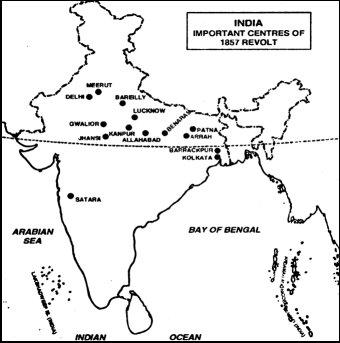 INDIA
IMPORTANT CENTRES OF
1857 REVOLT
MEERUT
DELHI
BAREILLY
LUCKNOW
GWALIOR
BENARAS
PATNA
KANPUR
ARRAH
JHANSI
ALLAHABAD
BARRACKPUR
KOLKATA
SATARA
ARABIAN
SEA
BAY OF BENGAL
INDIAN OCEAN